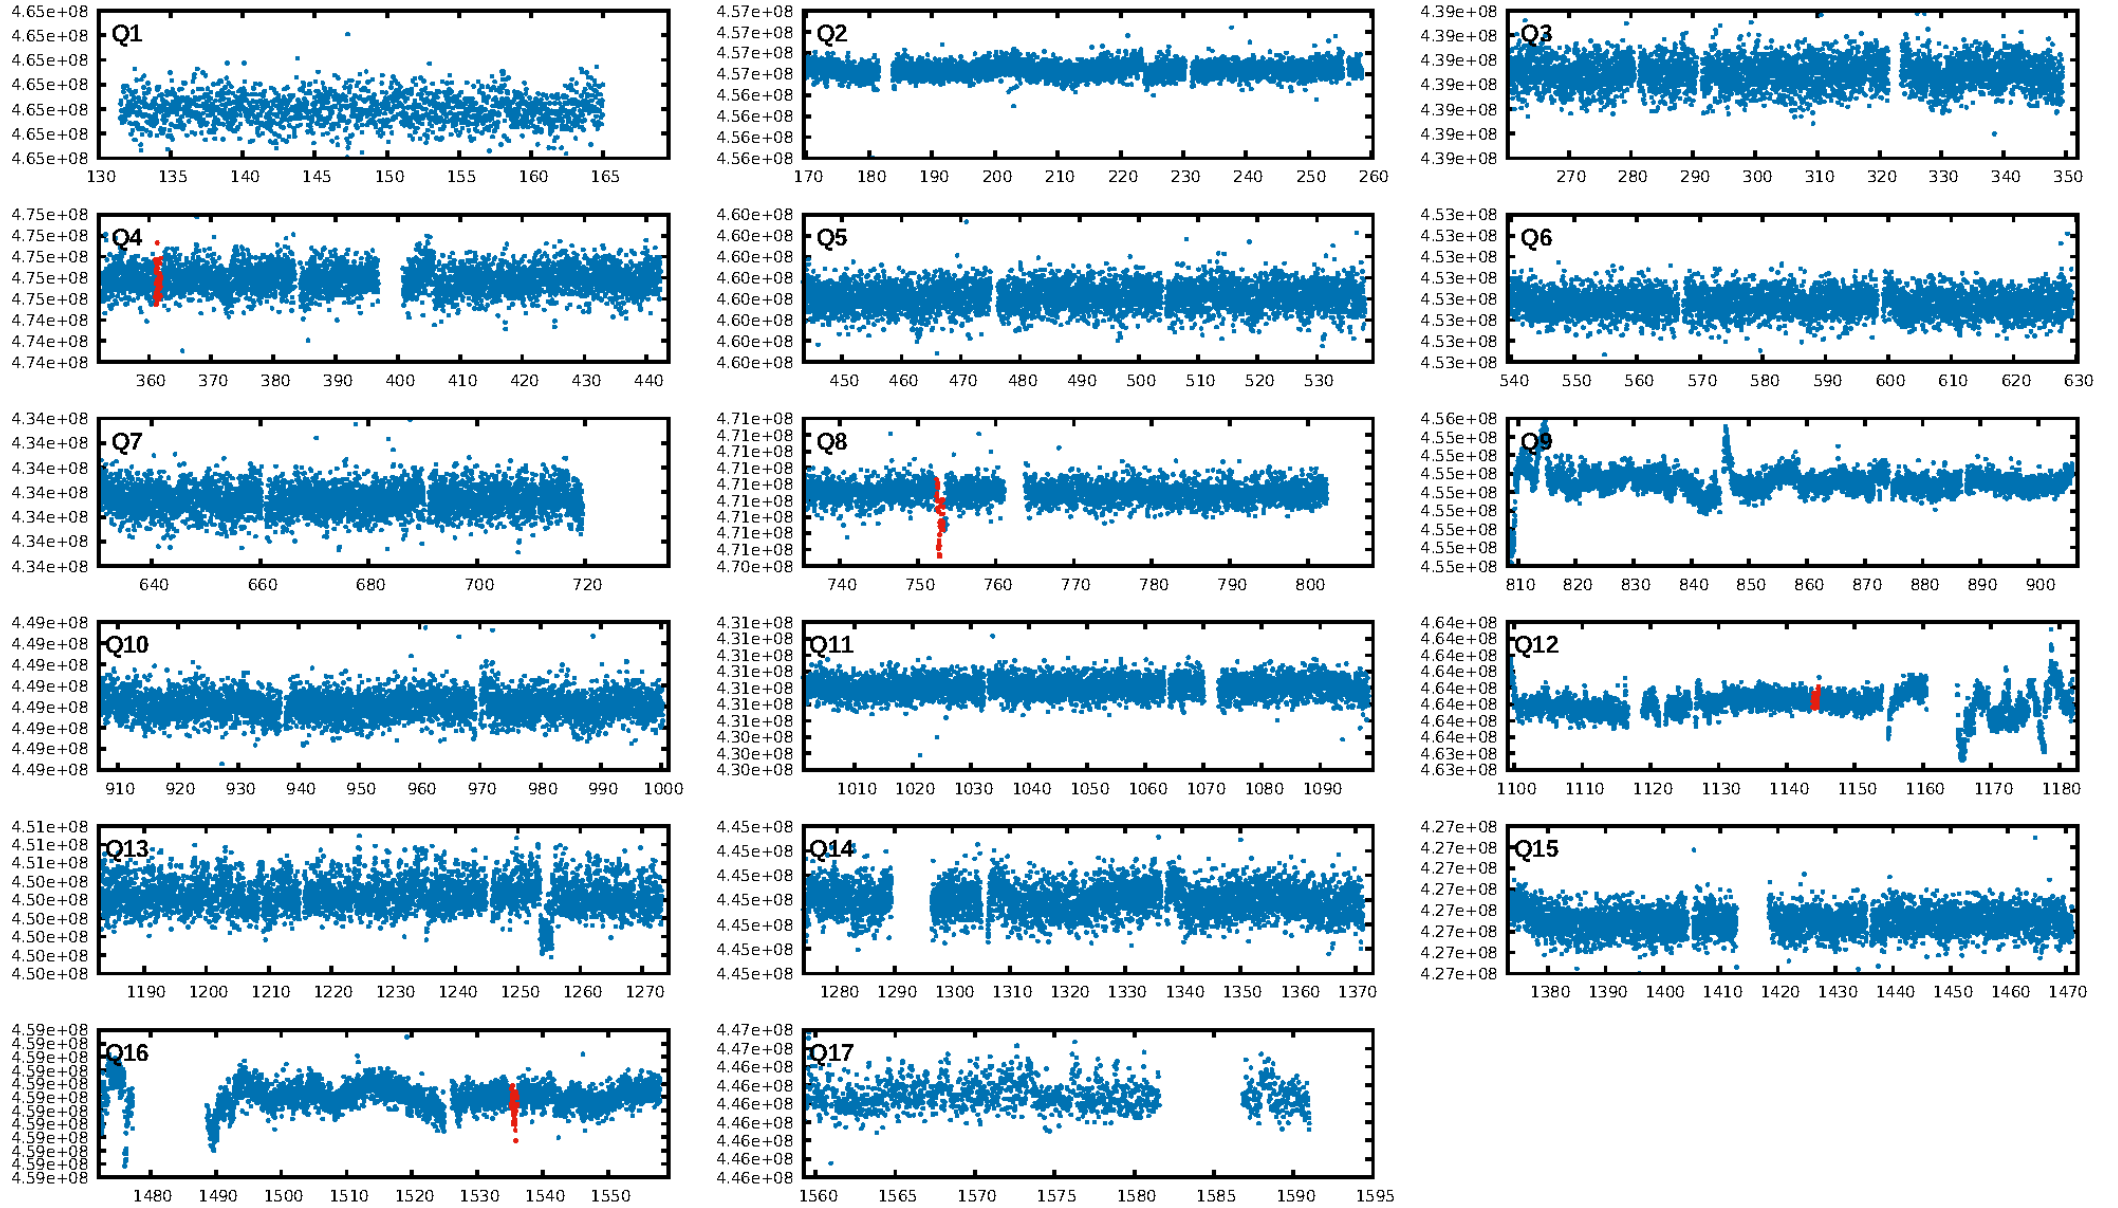 Q1
4.65e+08
4.65e+08
4.65e+08
4.65e+08
4.65e+08
4.65e+08
4.65e+08
130 135 140 145 150 155 160 165
Q2
4.57e+08
4.57e+08
4.57e+08
4.57e+08
4.56e+08
4.56e+08
4.56e+08
4.56e+08
170 180 190 200 210 220 230 240 250 260
Q3
4.39e+08
4.39e+08
4.39e+08
4.39e+08
4.39e+08
4.39e+08
4.39e+08
270 280 290 300 310 320 330 340 350
Q4
4.75e+08
4.75e+08
4.75e+08
4.75e+08
4.75e+08
4.74e+08
4.74e+08
4.74e+08
360 370 380 390 400 410 420 430 440
Q5
4.60e+08
4.60e+08
4.60e+08
4.60e+08
4.60e+08
4.60e+08
4.60e+08
4.60e+08
450 460 470 480 490 500 510 520 530
Q6
4.53e+08
4.53e+08
4.53e+08
4.53e+08
4.53e+08
4.53e+08
4.53e+08
4.53e+08
540 550 560 570 580 590 600 610 620 630
Q7
4.34e+08
4.34e+08
4.34e+08
4.34e+08
4.34e+08
4.34e+08
4.34e+08
640 660 680 700 720
Q8
4.71e+08
4.71e+08
4.71e+08
4.71e+08
4.71e+08
4.71e+08
4.71e+08
4.71e+08
4.71e+08
4.70e+08
740 750 760 770 780 790 800
Q9
4.56e+08
4.55e+08
4.55e+08
4.55e+08
4.55e+08
4.55e+08
4.55e+08
4.55e+08
4.55e+08
810 820 830 840 850 860 870 880 890 900
Q10
4.49e+08
4.49e+08
4.49e+08
4.49e+08
4.49e+08
4.49e+08
4.49e+08
4.49e+08
910 920 930 940 950 960 970 980 990 1000
Q11
4.31e+08
4.31e+08
4.31e+08
4.31e+08
4.31e+08
4.31e+08
4.31e+08
4.30e+08
4.30e+08
4.30e+08
1010 1020 1030 1040 1050 1060 1070 1080 1090
Q12
4.64e+08
4.64e+08
4.64e+08
4.64e+08
4.64e+08
4.64e+08
4.64e+08
4.64e+08
4.63e+08
4.63e+08
1100 1110 1120 1130 1140 1150 1160 1170 1180
Q13
4.51e+08
4.51e+08
4.50e+08
4.50e+08
4.50e+08
4.50e+08
4.50e+08
4.50e+08
4.50e+08
1190 1200 1210 1220 1230 1240 1250 1260 1270
Q14
4.45e+08
4.45e+08
4.45e+08
4.45e+08
4.45e+08
4.45e+08
4.45e+08
1280 1290 1300 1310 1320 1330 1340 1350 1360 1370
Q15
4.27e+08
4.27e+08
4.27e+08
4.27e+08
4.27e+08
4.27e+08
4.27e+08
4.27e+08
1380 1390 1400 1410 1420 1430 1440 1450 1460 1470
Q16
4.59e+08
4.59e+08
4.59e+08
4.59e+08
4.59e+08
4.59e+08
4.59e+08
4.59e+08
4.59e+08
4.59e+08
4.59e+08
4.59e+08
1480 1490 1500 1510 1520 1530 1540 1550
Q17
4.47e+08
4.47e+08
4.46e+08
4.46e+08
4.46e+08
4.46e+08
4.46e+08
4.46e+08
4.46e+08
1560 1565 1570 1575 1580 1585 1590 1595